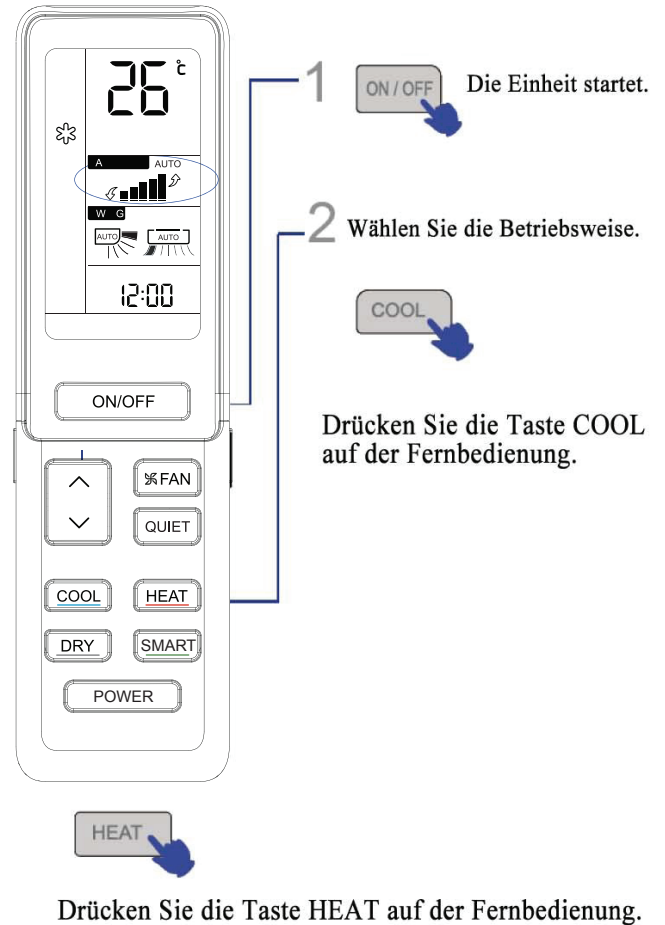 26 °c
A AUTO
W G
AUTO AUTO
12:00
ON/OFF
FAN
QUIET
COOL HEAT
DRY SMART
POWER
1 ON / OFF Die Einheit startet.
2 Wählen Sie die Betriebsweise.
COOL
Drücken Sie die Taste COOL
auf der Fernbedienung.
HEAT
Drücken Sie die Taste HEAT auf der Fernbedienung.